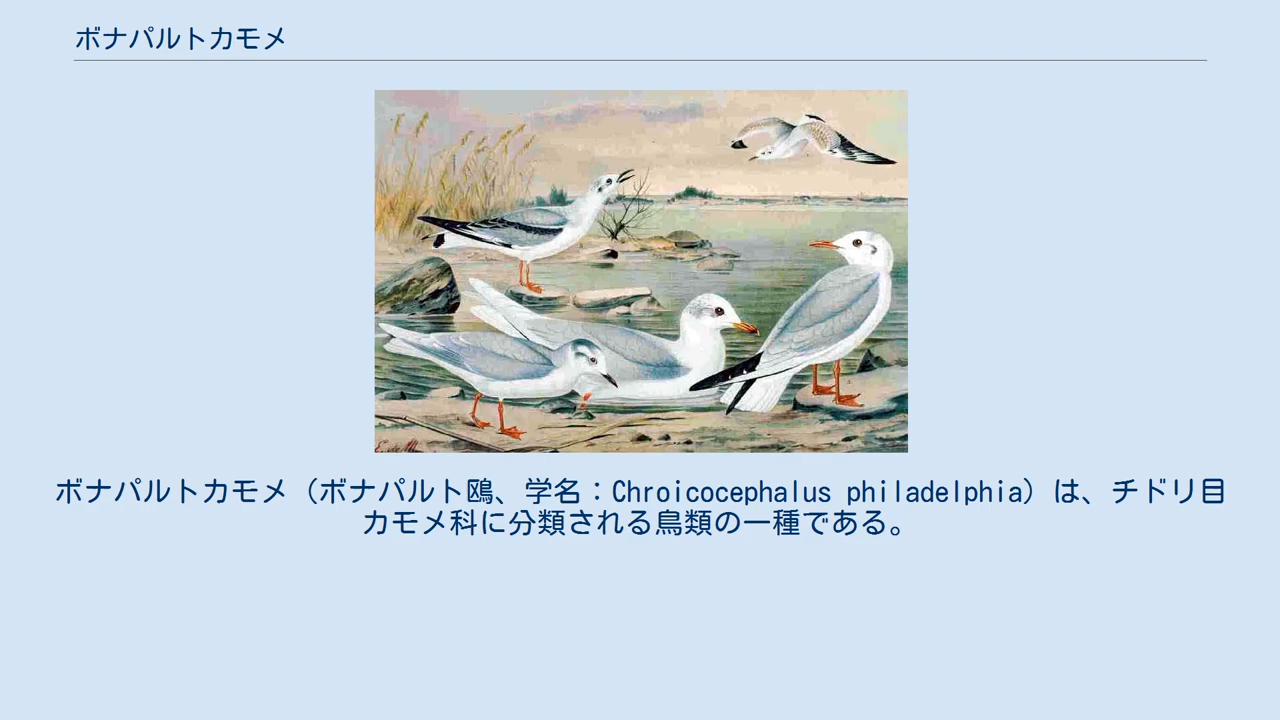 ボナパルトカモメ
ボナパルトカモメ（ボナパルト鴎、学名：Chroicocephalus philadelphia）は、チドリ目
カモメ科に分類される鳥類の一種である。